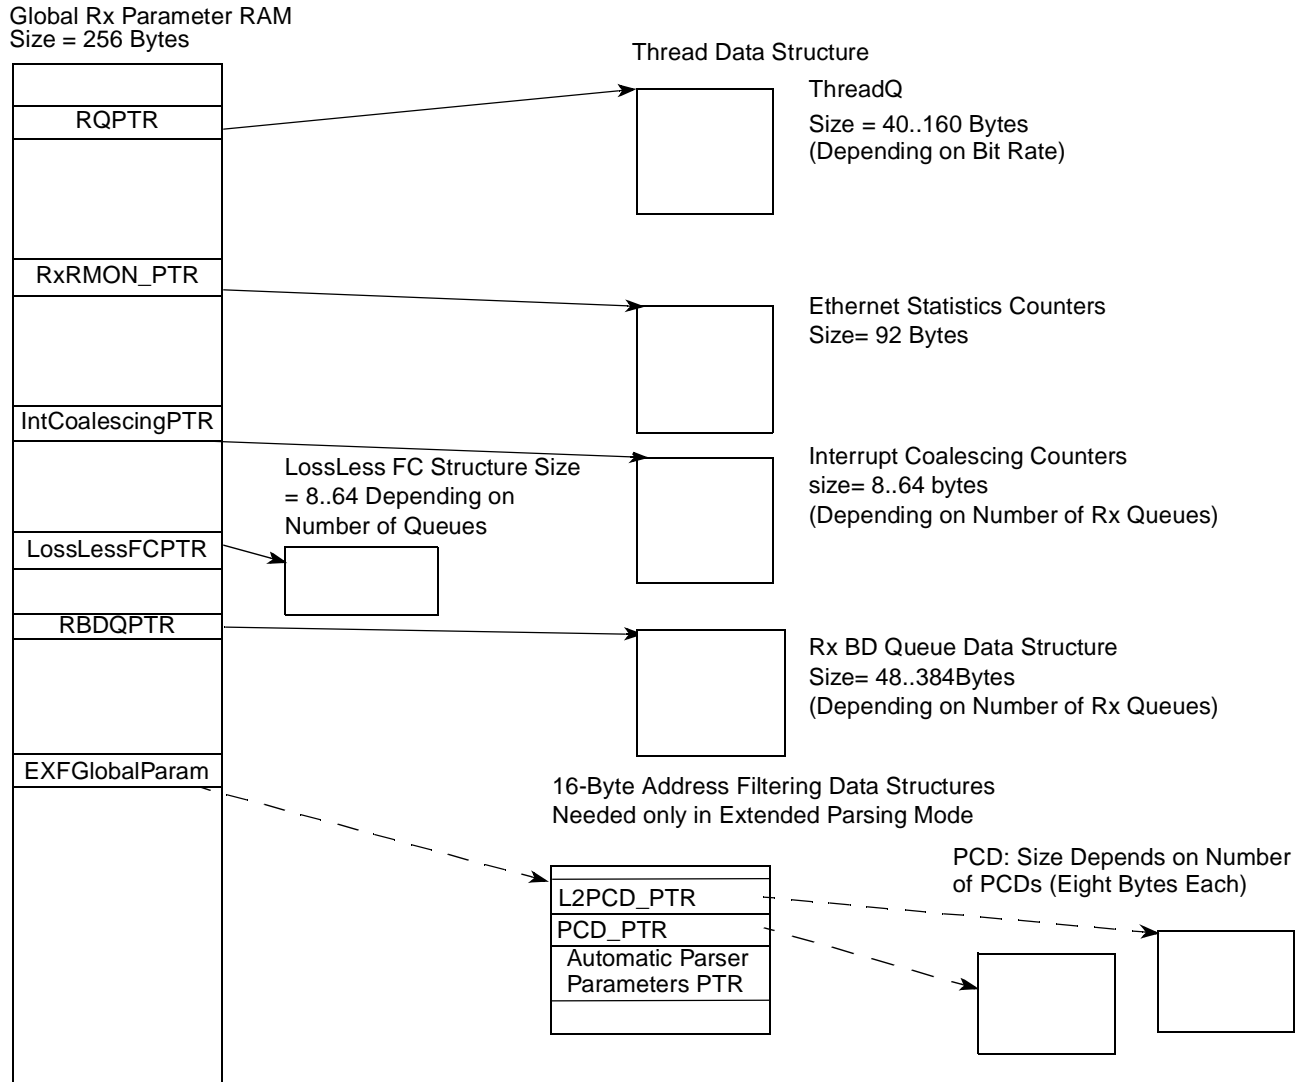 Global Rx Parameter RAM
Size = 256 Bytes
Thread Data Structure
RQPTR
ThreadQ
Size = 40..160 Bytes
(Depending on Bit Rate)
RxRMON_PTR
Ethernet Statistics Counters
Size= 92 Bytes
IntCoalescingPTR
Interrupt Coalescing Counters
size= 8..64 bytes
(Depending on Number of Rx Queues)
LossLess FC Structure Size
= 8..64 Depending on
Number of Queues
LossLessFCPTR
RBDQPTR
Rx BD Queue Data Structure
Size= 48..384Bytes
(Depending on Number of Rx Queues)
EXFGlobalParam
16-Byte Address Filtering Data Structures
Needed only in Extended Parsing Mode
PCD: Size Depends on Number
of PCDs (Eight Bytes Each)
L2PCD_PTR
PCD_PTR
Automatic Parser
Parameters PTR